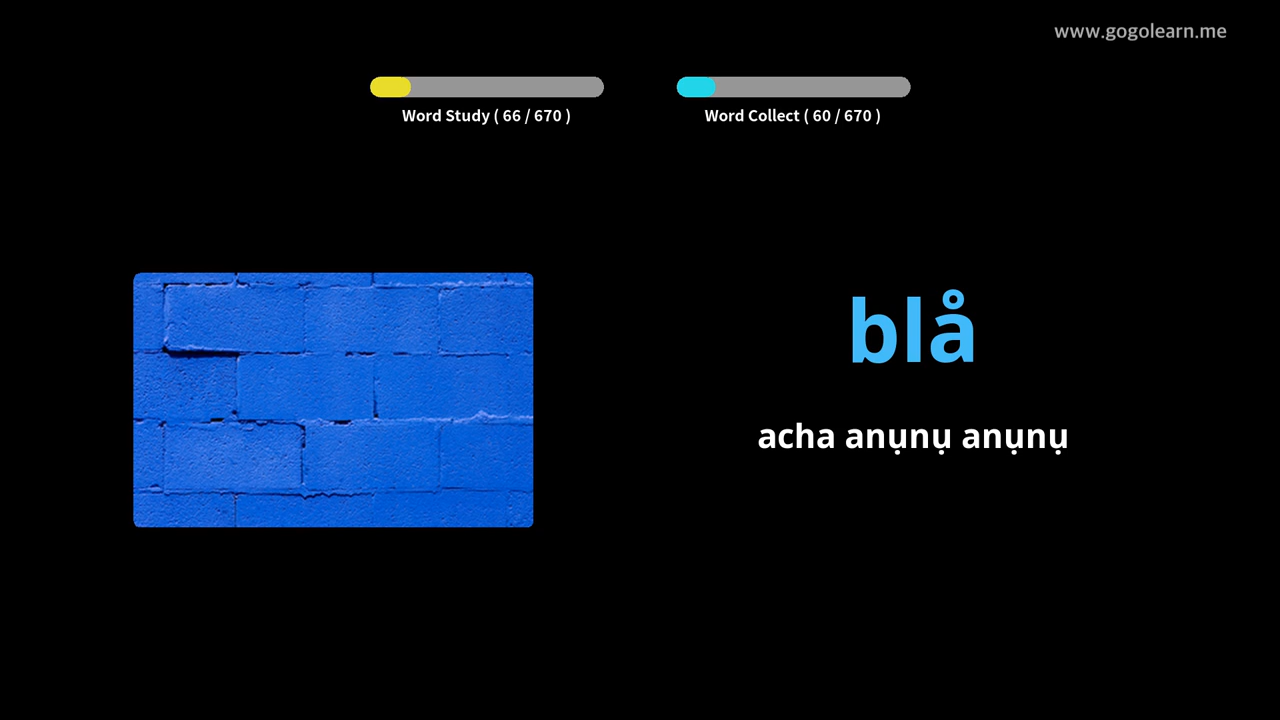 www.gogolearn.me
Word Study ( 66 / 670 )
Word Collect ( 60 / 670 )
blå
acha anụnụ anụnụ